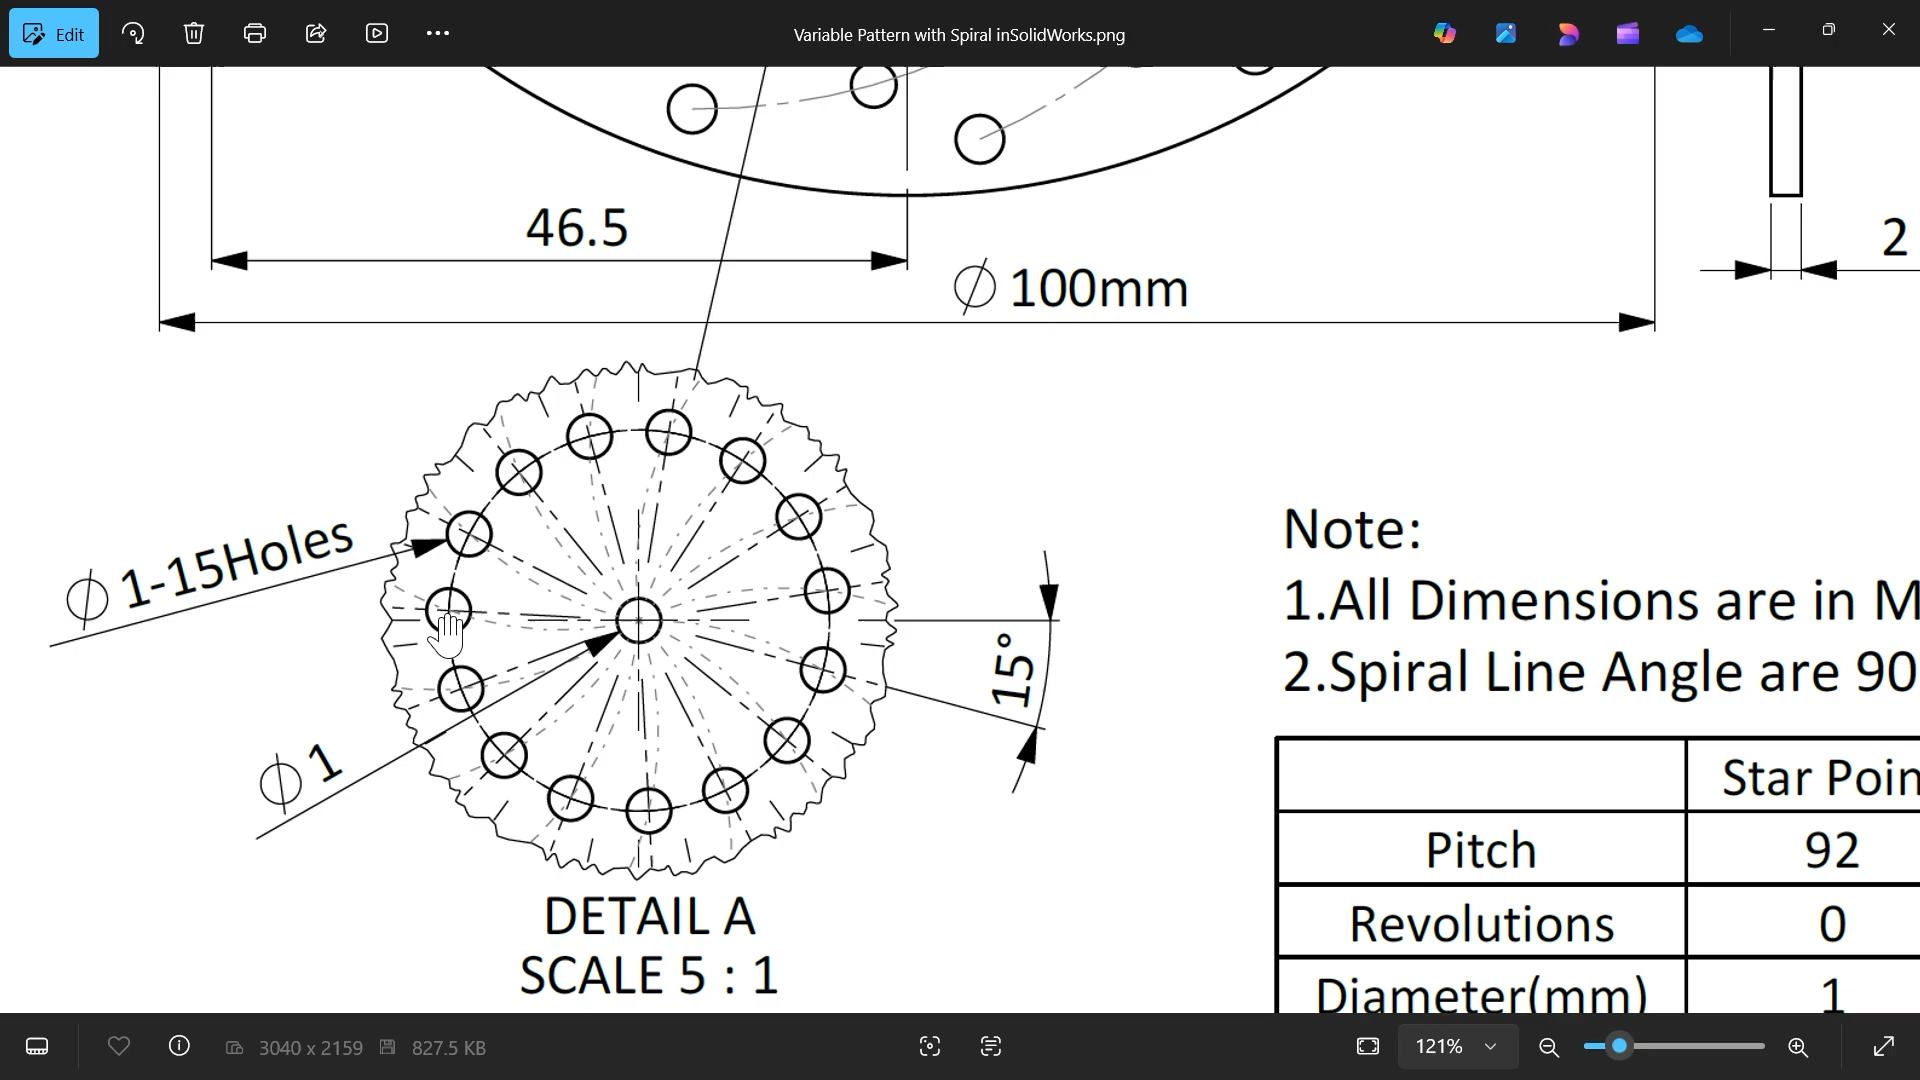 Edit
Variable Pattern with Spiral inSolidWorks.png
46.5
∅ 100mm
2
∅ 1-15Holes
15°
∅ 1
DETAIL A
SCALE 5 : 1
Note:
1.All Dimensions are in M
2.Spiral Line Angle are 90
Star Poin
Pitch 92
Revolutions 0
Diameter(mm) 1
3040 x 2159 827.5 KB
121%